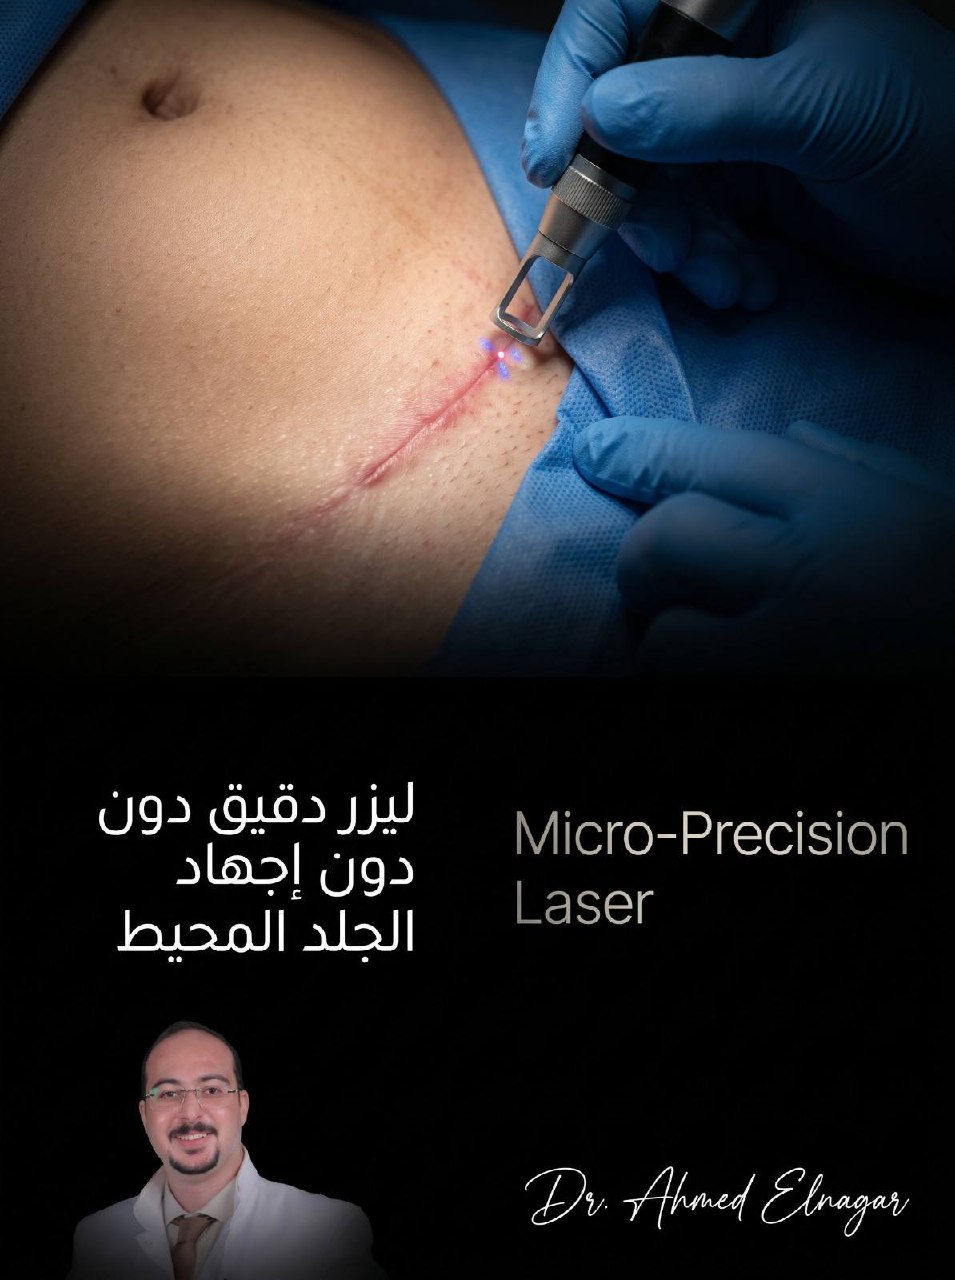 ليزر دقيق دون
دون إجهاد
الجلد المحيط
Micro-Precision
Laser
Dr. Ahmed Elnagar